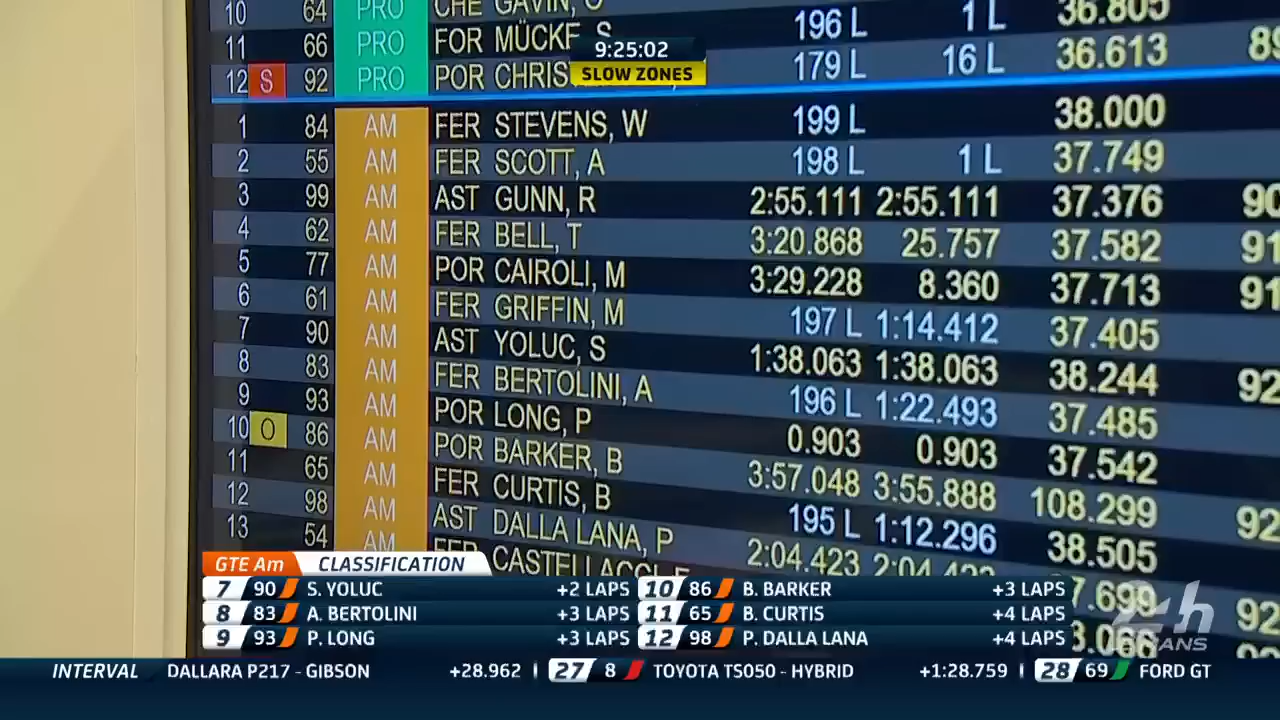 10 64 PRO CHE GAVIN, O 196 L 1 L 36.805
11 66 PRO FOR MÜCKE, S 179 L 16 L 36.613
12 S 92 PRO POR CHRIS
9:25:02
SLOW ZONES
1 84 AM FER STEVENS, W 199 L 38.000
2 55 AM FER SCOTT, A 198 L 1 L 37.749
3 99 AM AST GUNN, R 2:55.111 2:55.111 37.376 90
4 62 AM FER BELL, T 3:20.868 25.757 37.582 91
5 77 AM POR CAIROLI, M 3:29.228 8.360 37.713 91
6 61 AM FER GRIFFIN, M 197 L 1:14.412 37.405
7 90 AM AST YOLUC, S 1:38.063 1:38.063 38.244 92
8 83 AM FER BERTOLINI, A 196 L 1:22.493 37.485
9 93 AM POR LONG, P 0.903 0.903 37.542
10 O 86 AM POR BARKER, B 3:57.048 3:55.888 108.299 92
11 65 AM FER CURTIS, B 195 L 1:12.296 38.505
12 98 AM AST DALLA LANA, P 2:04.423
13 54 AM FER CASTELLACCI, F
GTE Am CLASSIFICATION
7 90 S. YOLUC +2 LAPS 10 86 B. BARKER +3 LAPS
8 83 A. BERTOLINI +3 LAPS 11 65 B. CURTIS +4 LAPS
9 93 P. LONG +3 LAPS 12 98 P. DALLA LANA +4 LAPS
24h
LE MANS
INTERVAL DALLARA P217 - GIBSON +28.962 27 8 TOYOTA TS050 - HYBRID +1:28.759 28 69 FORD GT